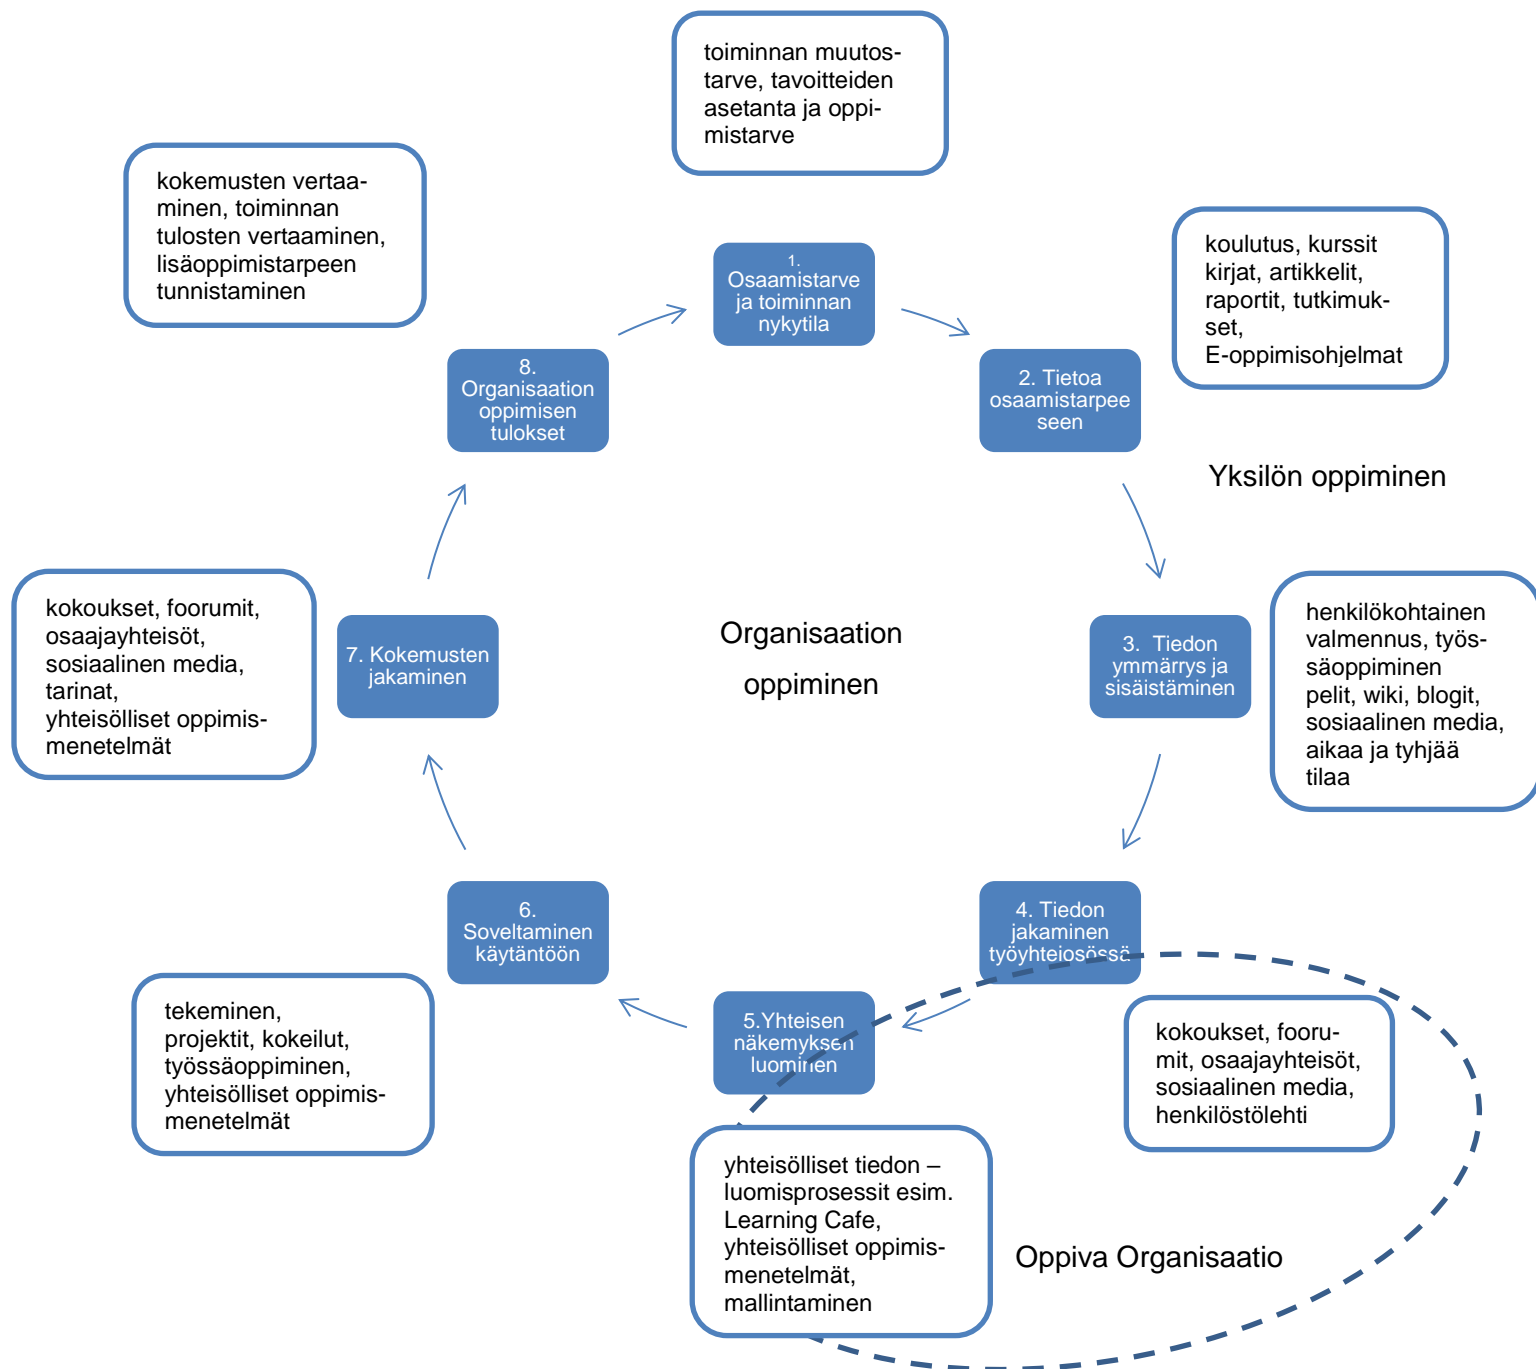 toiminnan muutos-
tarve, tavoitteiden
asetanta ja oppi-
mistarve
kokemusten vertaa-
minen, toiminnan
tulosten vertaaminen,
lisäoppimistarpeen
tunnistaminen
koulutus, kurssit
kirjat, artikkelit,
raportit, tutkimuk-
set,
E-oppimisohjelmat
1.
Osaamistarve
ja toiminnan
nykytila
8.
Organisaation
oppimisen
tulokset
2. Tietoa
osaamistarpee
seen
Yksilön oppiminen
kokoukset, foorumit,
osaajayhteisöt,
sosiaalinen media,
tarinat,
yhteisölliset oppimis-
menetelmät
7. Kokemusten
jakaminen
Organisaation
oppiminen
3. Tiedon
ymmärrys ja
sisäistäminen
henkilökohtainen
valmennus, työs-
säoppiminen
pelit, wiki, blogit,
sosiaalinen media,
aikaa ja tyhjää
tilaa
6.
Soveltaminen
käytäntöön
4. Tiedon
jakaminen
työyhteiosössä
tekeminen,
projektit, kokeilut,
työssäoppiminen,
yhteisölliset oppimis-
menetelmät
5.Yhteisen
näkemyksen
luominen
kokoukset, fooru-
mit, osaajayhteisöt,
sosiaalinen media,
henkilöstölehti
yhteisölliset tiedon –
luomisprosessit esim.
Learning Cafe,
yhteisölliset oppimis-
menetelmät,
mallintaminen
Oppiva Organisaatio